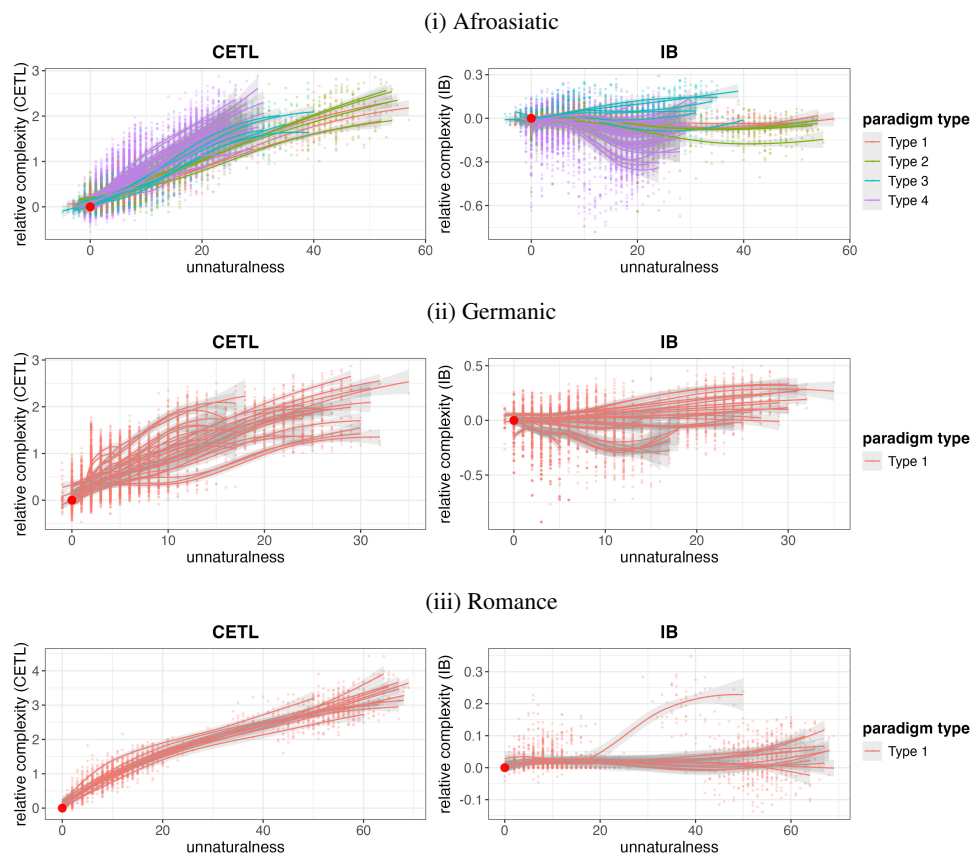 (i) Afroasiatic
CETL
IB
relative complexity (CETL)
3
2
1
0
0
20
40
60
unnaturalness
relative complexity (IB)
0.3
0.0
-0.3
-0.6
0
20
40
60
unnaturalness
paradigm type
Type 1
Type 2
Type 3
Type 4
(ii) Germanic
CETL
IB
relative complexity (CETL)
3
2
1
0
0
10
20
30
unnaturalness
relative complexity (IB)
0.5
0.0
-0.5
0
10
20
30
unnaturalness
paradigm type
Type 1
(iii) Romance
CETL
IB
relative complexity (CETL)
4
3
2
1
0
0
20
40
60
unnaturalness
relative complexity (IB)
0.3
0.2
0.1
0.0
-0.1
0
20
40
60
unnaturalness
paradigm type
Type 1